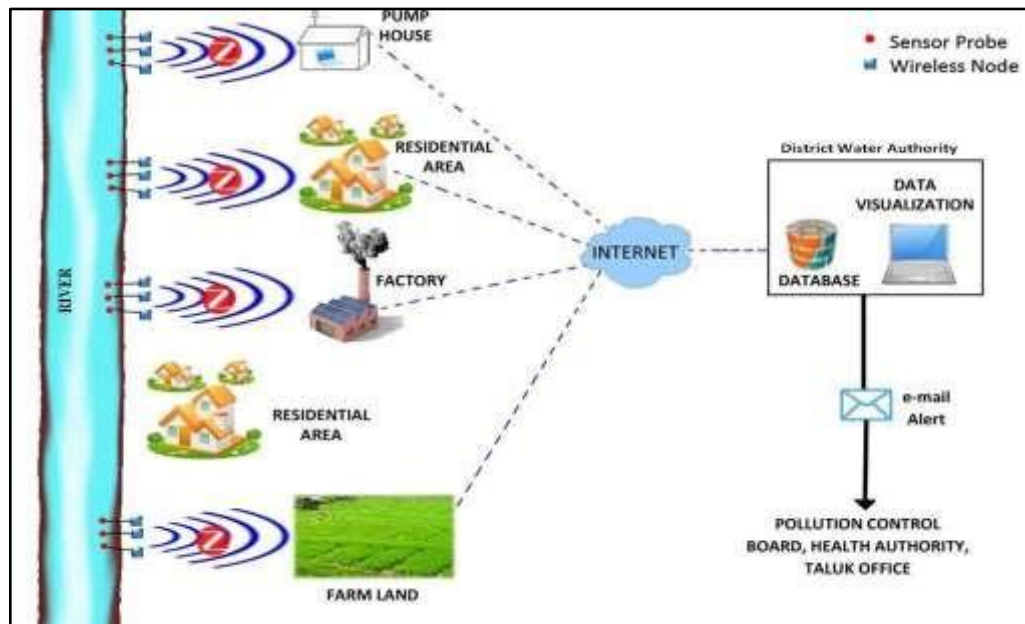 PUMP
HOUSE
Sensor Probe
Wireless Node
RESIDENTIAL
AREA
District Water Authority
DATA
VISUALIZATION
INTERNET
DATABASE
RIVER
FACTORY
e-mail
Alert
RESIDENTIAL
AREA
POLLUTION CONTROL
BOARD, HEALTH AUTHORITY,
TALUK OFFICE
FARM LAND